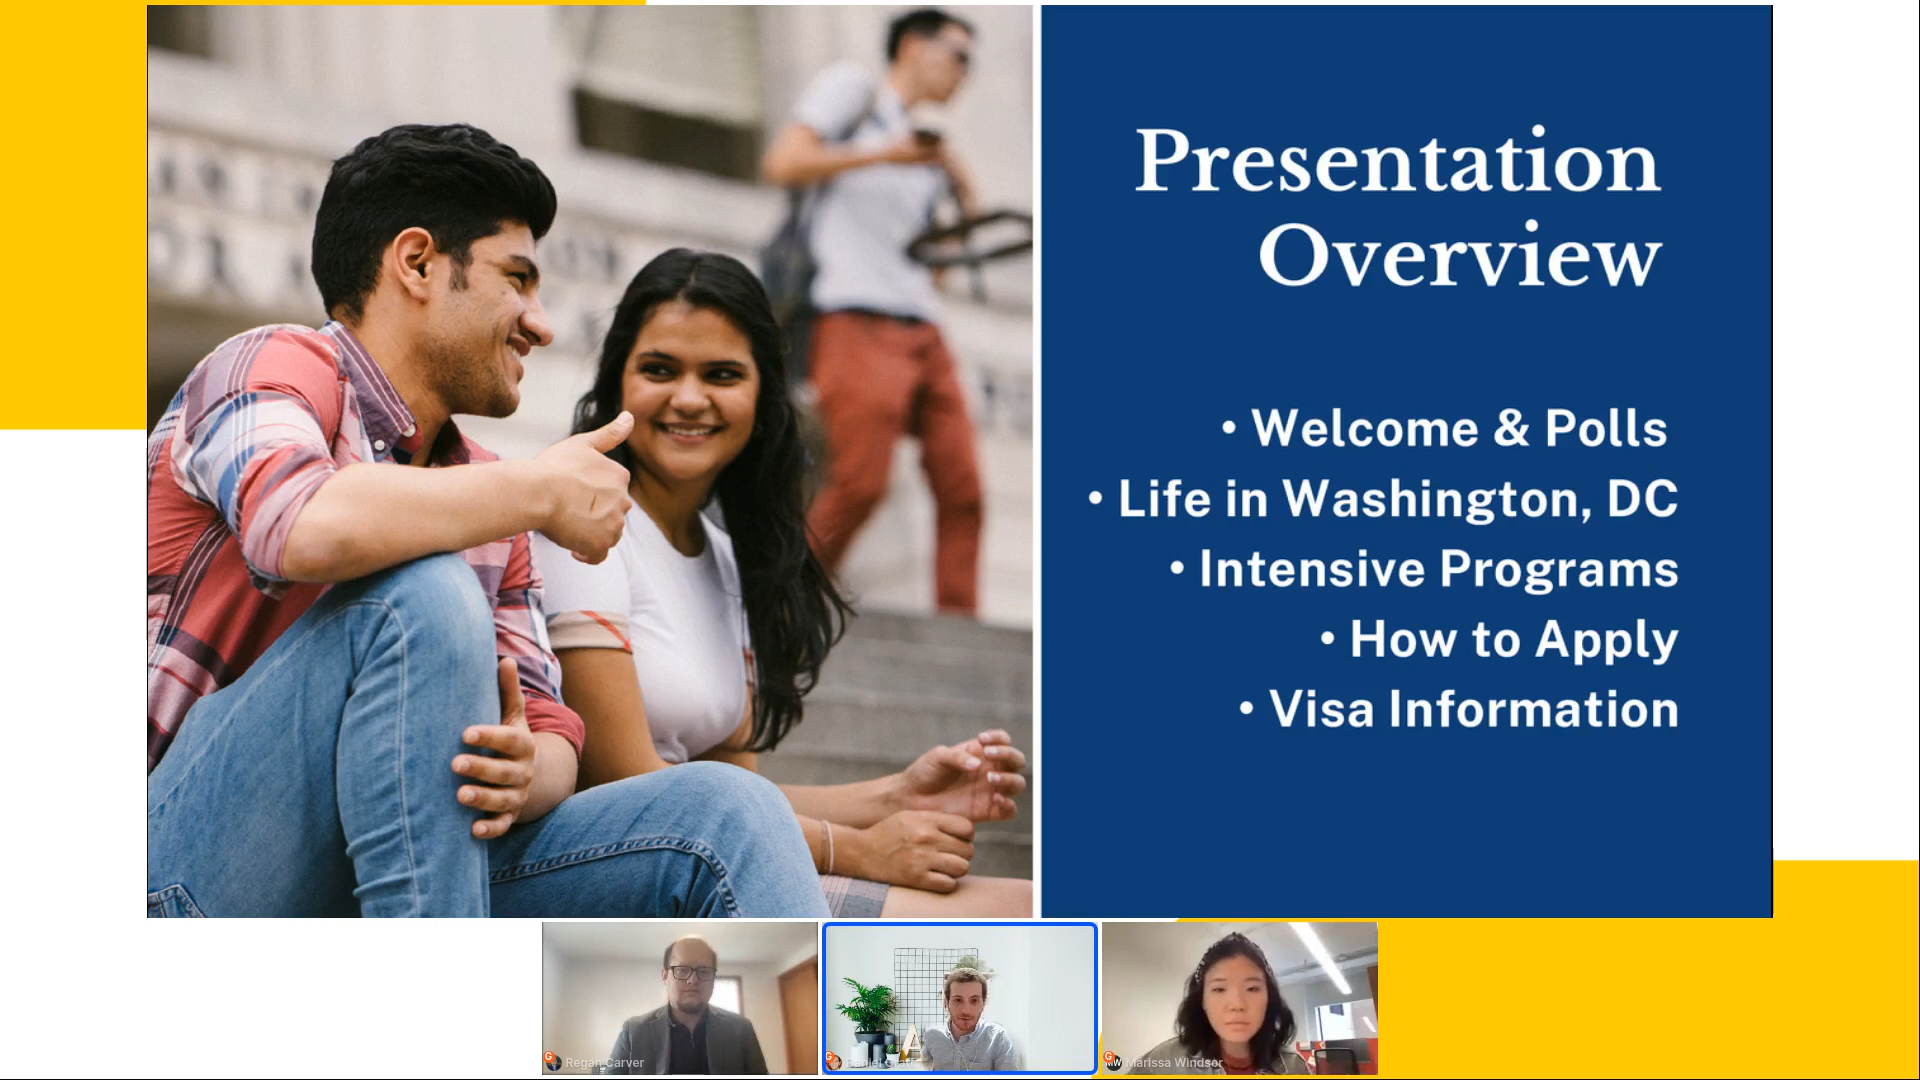 Presentation
Overview
• Welcome & Polls
• Life in Washington, DC
• Intensive Programs
• How to Apply
• Visa Information
Regan Carver
Marissa Windsor